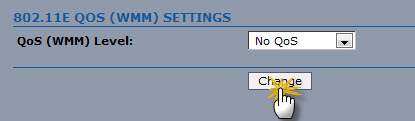 802.11E QOS (WMM) SETTINGS
QoS (WMM) Level: No QoS
Change